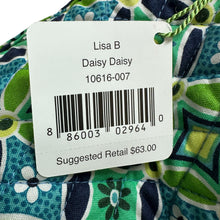 Lisa B
Daisy Daisy
10616-007
8 86003 02964 0
Suggested Retail $63.00